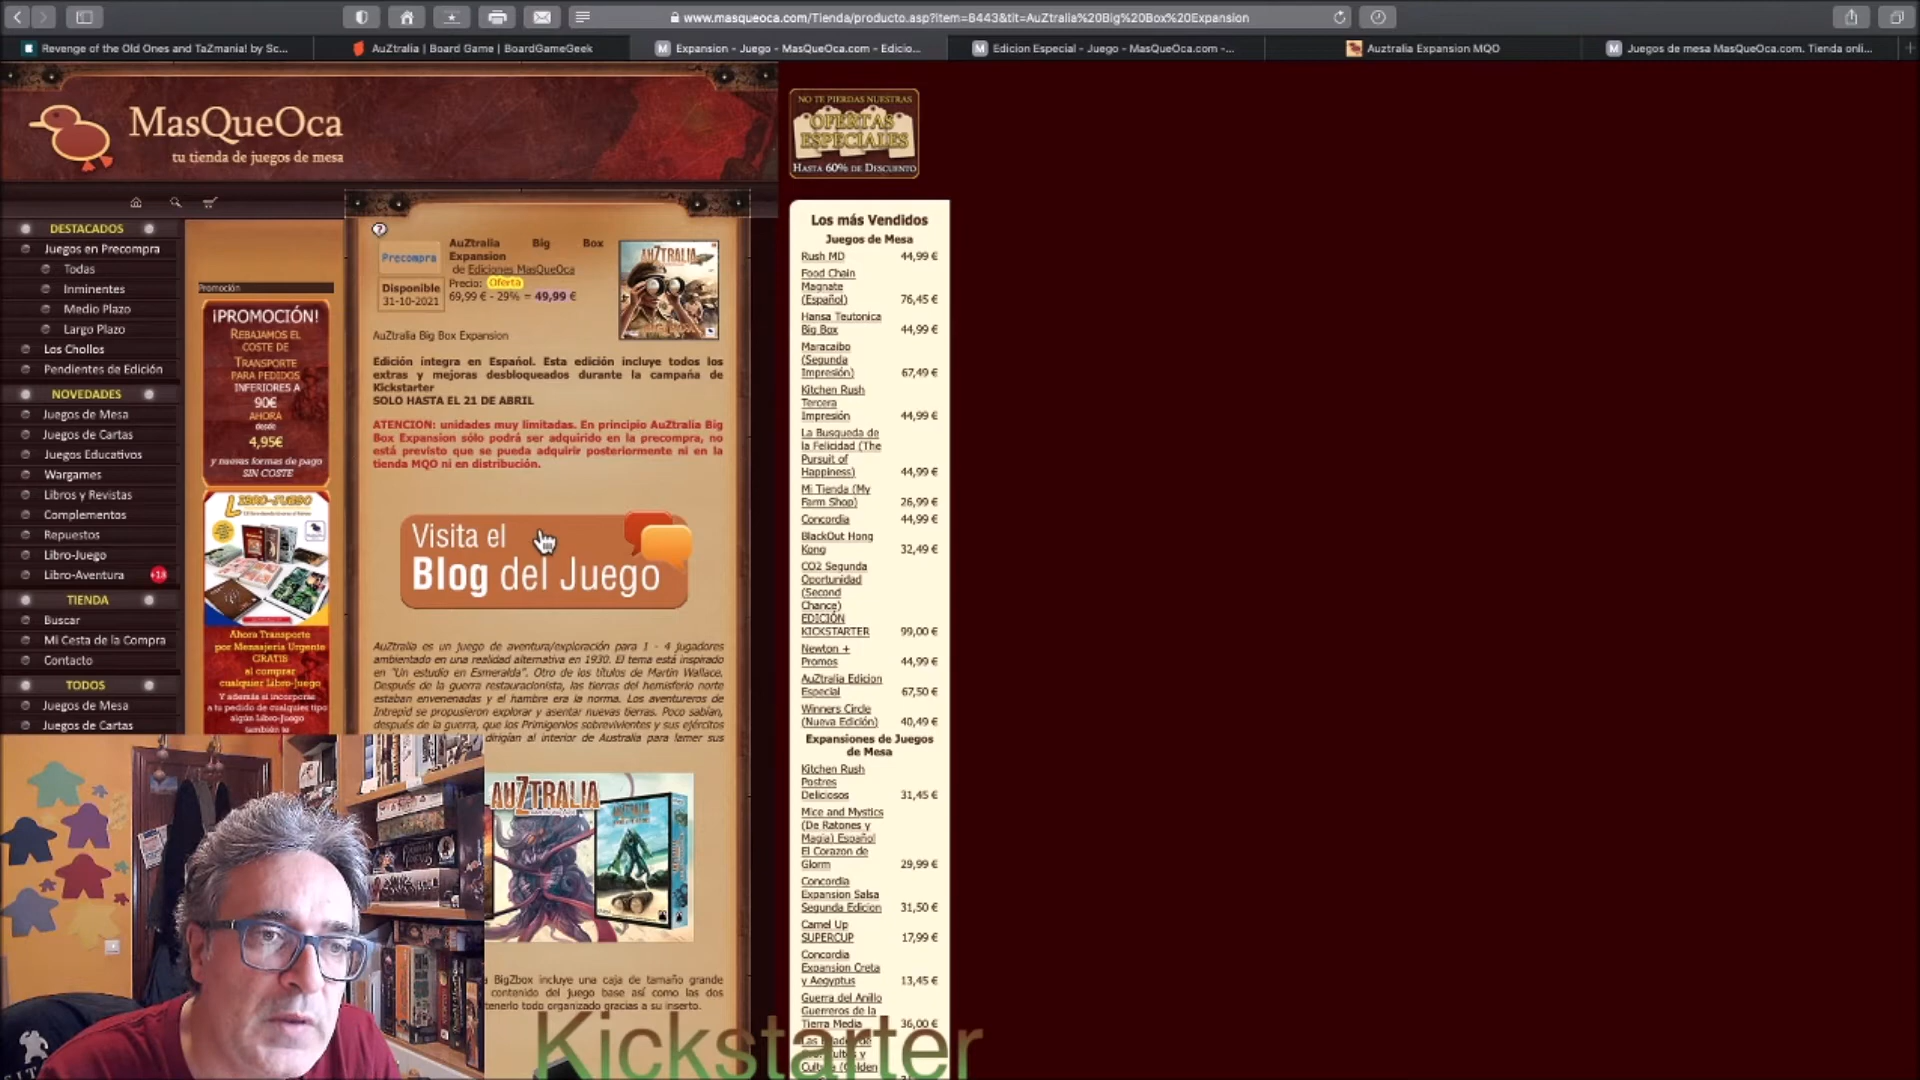 www.masqueoca.com/Tienda/producto.asp?item=8443&tit=AuZtralia%20Big%20Box%20Expansion
Revenge of the Old Ones and TaZmania! by Sc...
AuZtralia | Board Game | BoardGameGeek
Expansion - Juego - MasQueOca.com - Edicio...
Edicion Especial - Juego - MasQueOca.com -...
Auztralia Expansion MQO
Juegos de mesa MasQueOca.com. Tienda onli...
MasQueOca
tu tienda de juegos de mesa
DESTACADOS
Juegos en Precompra
Todas
Inminentes
Medio Plazo
Largo Plazo
Los Chollos
Pendientes de Edición
NOVEDADES
Juegos de Mesa
Juegos de Cartas
Juegos Educativos
Wargames
Libros y Revistas
Complementos
Repuestos
Libro-Juego
Libro-Aventura +18
TIENDA
Buscar
Mi Cesta de la Compra
Contacto
TODOS
Juegos de Mesa
Juegos de Cartas
Promoción
¡PROMOCIÓN!
REBAJAMOS EL
COSTE DE
TRANSPORTE
PARA PEDIDOS
INFERIORES A
90€
AHORA
desde
4,95€
y nuevas formas de pago
SIN COSTE
LIBRO-JUEGO
Ahora Transporte
por Mensajería Urgente
GRATIS
al comprar
cualquier Libro-Juego
Y además si incorporas
a tu pedido de cualquier tipo
algún Libro-Juego
también te
Precompra
Disponible
31-10-2021
AuZtralia Big Box
Expansion
de Ediciones MasQueOca
Precio: Oferta
69,99 € - 29% = 49,99 €
AUZTRALIA
AuZtralia Big Box Expansion
Edición íntegra en Español. Esta edición incluye todos los
extras y mejoras desbloqueados durante la campaña de
Kickstarter
SOLO HASTA EL 21 DE ABRIL
ATENCION: unidades muy limitadas. En principio AuZtralia Big
Box Expansion sólo podrá ser adquirido en la precompra, no
está previsto que se pueda adquirir posteriormente ni en la
tienda MQO ni en distribución.
Visita el
Blog del Juego
AuZtralia es un juego de aventura/exploración para 1 - 4 jugadores
ambientado en una realidad alternativa en 1930. El tema está inspirado
en "Un estudio en Esmeralda". Otro de los títulos de Martin Wallace.
Después de la guerra restauracionista, las tierras del hemisferio norte
estaban envenenadas y el hambre era la norma. Los aventureros de
Intrepid se propusieron explorar y asentar nuevas tierras. Poco sabían,
después de la guerra, que los Primigenios sobrevivientes y sus ejércitos
dirigían al interior de Australia para lamer sus
AUZTRALIA
BigZbox incluye una caja de tamaño grande
contenido del juego base así como las dos
tenerlo todo organizado gracias a su inserto.
NO TE PIERDAS NUESTRAS
OFERTAS
ESPECIALES
HASTA 60% DE DESCUENTO
Los más Vendidos
Juegos de Mesa
Rush MD 44,99 €
Food Chain
Magnate
(Español) 76,45 €
Hansa Teutonica
Big Box 44,99 €
Maracaibo
(Segunda
Impresión) 67,49 €
Kitchen Rush
Tercera
Impresión 44,99 €
La Busqueda de
la Felicidad (The
Pursuit of
Happiness) 44,99 €
Mi Tienda (My
Farm Shop) 26,99 €
Concordia 44,99 €
BlackOut Hong
Kong 32,49 €
CO2 Segunda
Oportunidad
(Second
Chance)
EDICIÓN
KICKSTARTER 99,00 €
Newton +
Promos 44,99 €
AuZtralia Edicion
Especial 67,50 €
Winners Circle
(Nueva Edición) 40,49 €
Expansiones de Juegos
de Mesa
Kitchen Rush
Postres
Deliciosos 31,45 €
Mice and Mystics
(De Ratones y
Magia) Español
El Corazon de
Glorm 29,99 €
Concordia
Expansion Salsa
Segunda Edicion 31,50 €
Camel Up
SUPERCUP 17,99 €
Concordia
Expansion Creta
y Aegyptus 13,45 €
Guerra del Anillo
Guerreros de la
Tierra Media 36,00 €
Kickstarter